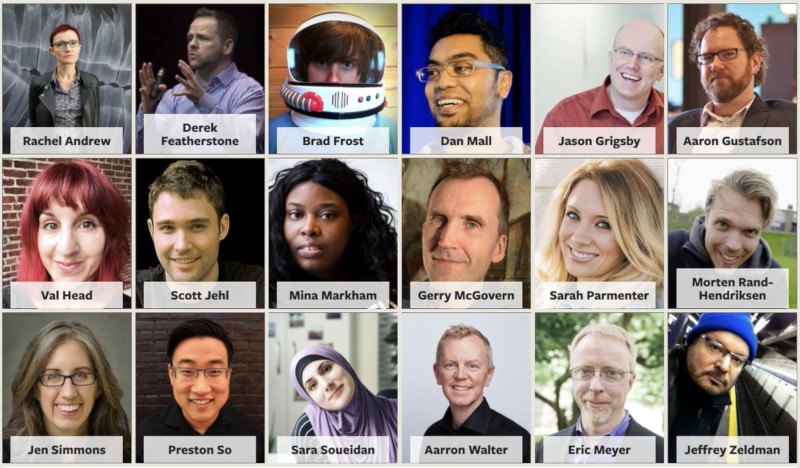 Rachel Andrew
Derek
Featherstone
Brad Frost
Dan Mall
Jason Grigsby
Aaron Gustafson
Val Head
Scott Jehl
Mina Markham
Gerry McGovern
Sarah Parmenter
Morten Rand-
Hendriksen
Jen Simmons
Preston So
Sara Soueidan
Aarron Walter
Eric Meyer
Jeffrey Zeldman